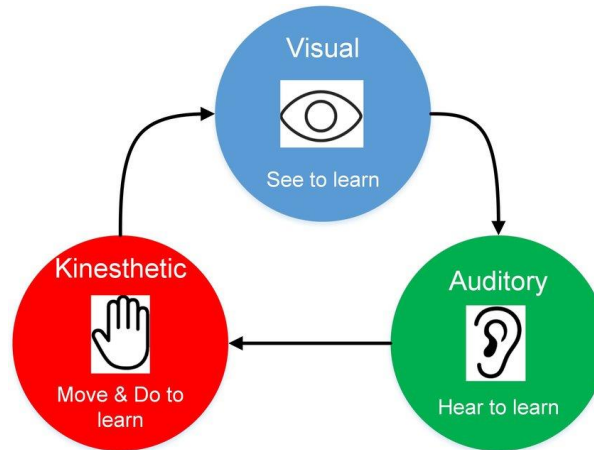 Visual
See to learn
Kinesthetic
Move & Do to
learn
Auditory
Hear to learn